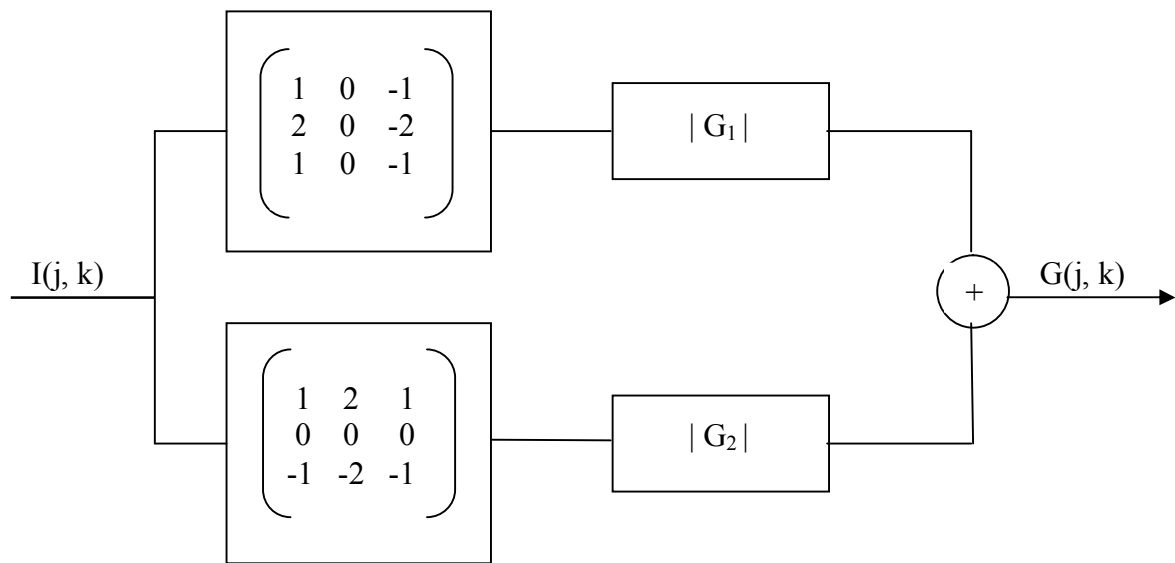 1 0 -1
2 0 -2
1 0 -1
| G₁ |
I(j, k)
+
G(j, k)
1 2 1
0 0 0
-1 -2 -1
| G₂ |